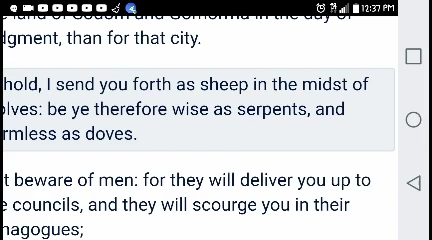 12:37 PM
land of Sodom and Gomorrha in the day of
dgment, than for that city.
hold, I send you forth as sheep in the midst of
olves: be ye therefore wise as serpents, and
rmless as doves.
t beware of men: for they will deliver you up to
e councils, and they will scourge you in their
nagogues;